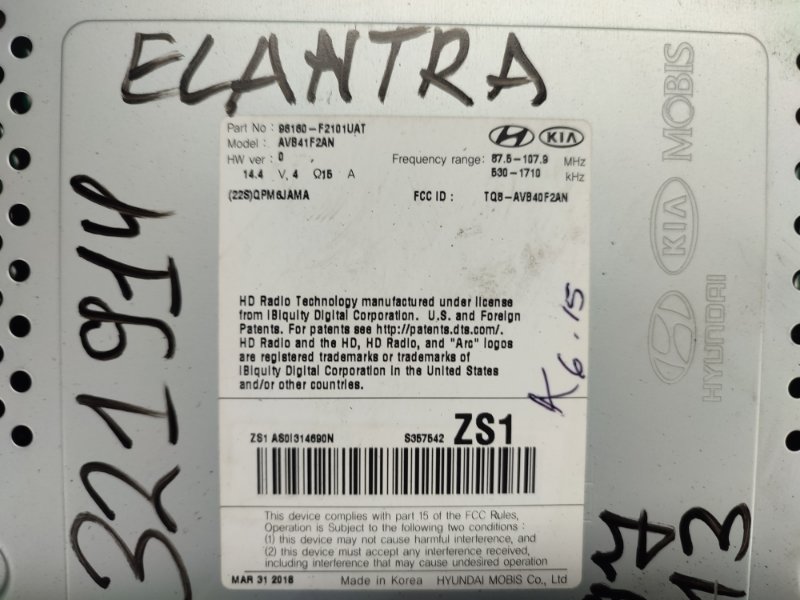 ELANTRA
Part No : 96160-F2101UAT
Model : AVB41F2AN
HW ver : 0
14.4 V, 4 Ω15 A
(22S)QPM6JAMA
HYUNDAI KIA
Frequency range: 87.5-107.9 MHz
530-1710 kHz
FCC ID : TQ8-AVB40F2AN
HD Radio Technology manufactured under license
from iBiquity Digital Corporation. U.S. and Foreign
Patents. For patents see http://patents.dts.com/.
HD Radio and the HD, HD Radio, and "Arc" logos
are registered trademarks or trademarks of
iBiquity Digital Corporation in the United States
and/or other countries.
ZS1 AS0I314690N
S357542 ZS1
This device complies with part 15 of the FCC Rules,
Operation is Subject to the following two conditions :
(1) this device may not cause harmful interference, and
(2) this device must accept any interference received,
including interference that may cause undesired operation
MAR 31 2018 Made in Korea HYUNDAI MOBIS Co., Ltd
321914
K6.15
HYUNDAI KIA MOBIS
13